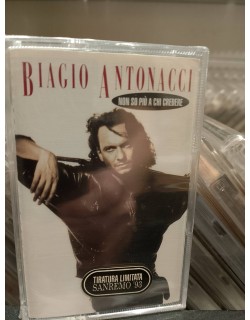 BIAGIO ANTONACCI
NON SO PIÙ A CHI CREDERE
TIRATURA LIMITATA
SANREMO '93